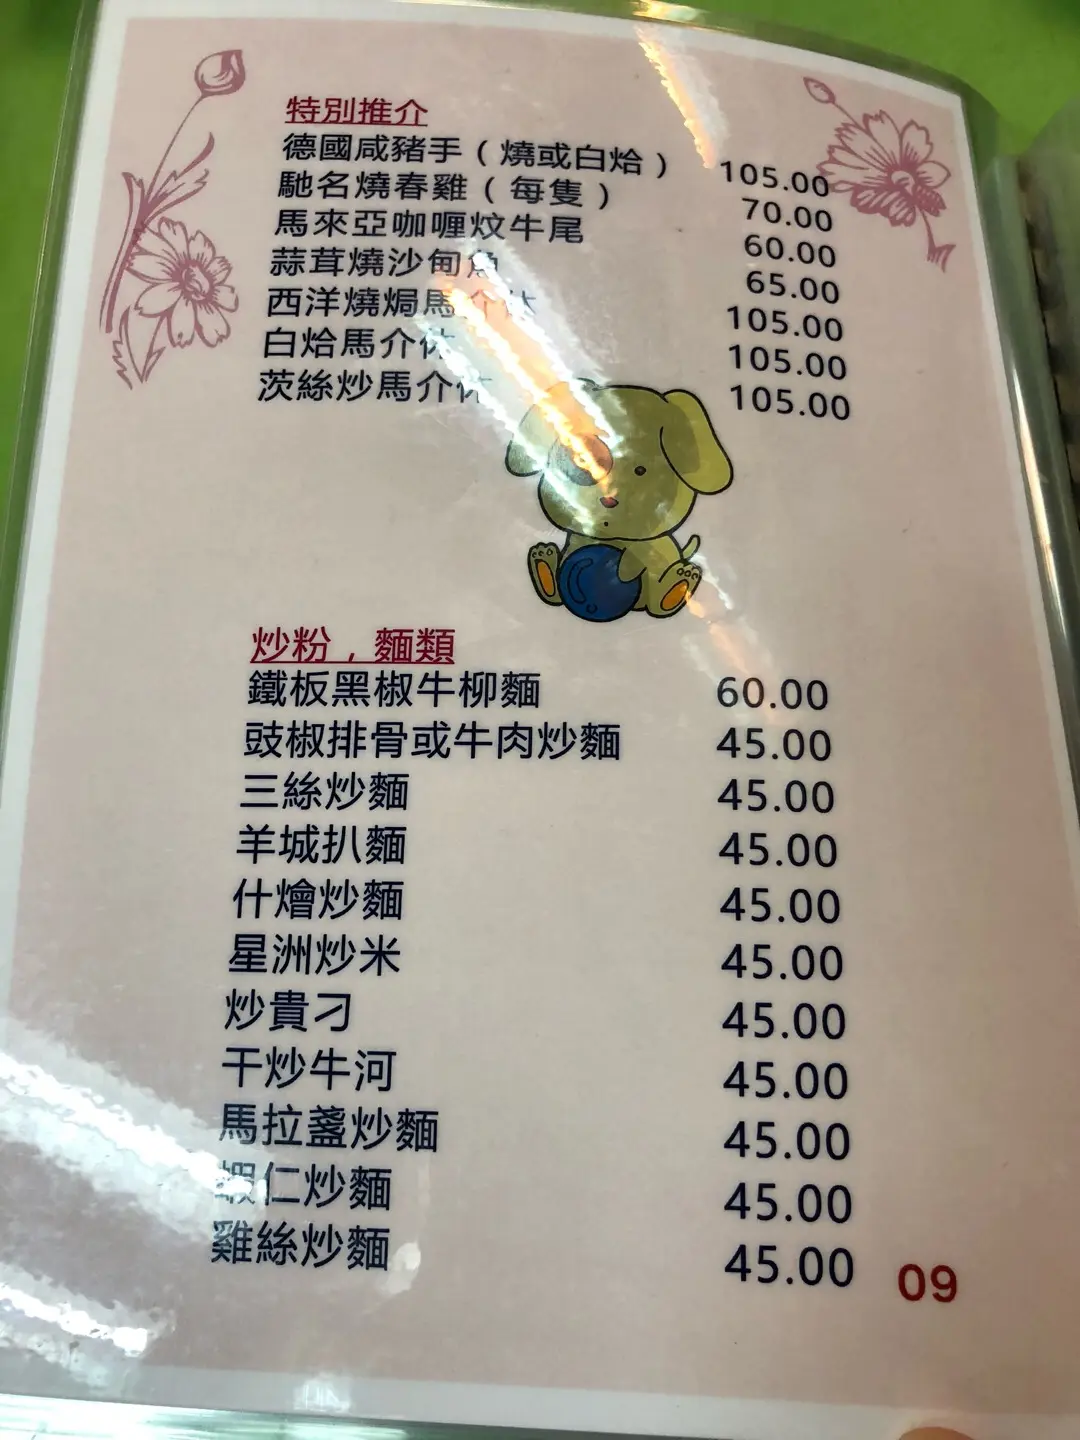 特別推介
德國咸豬手（燒或白烚） 105.00
馳名燒春雞（每隻） 70.00
馬來亞咖喱炆牛尾 60.00
蒜茸燒沙甸魚 65.00
西洋燒焗馬介休 105.00
白烚馬介休 105.00
茨絲炒馬介休 105.00
炒粉，麵類
鐵板黑椒牛柳麵 60.00
豉椒排骨或牛肉炒麵 45.00
三絲炒麵 45.00
羊城扒麵 45.00
什燴炒麵 45.00
星洲炒米 45.00
炒貴刁 45.00
干炒牛河 45.00
馬拉盞炒麵 45.00
蝦仁炒麵 45.00
雞絲炒麵 45.00
09